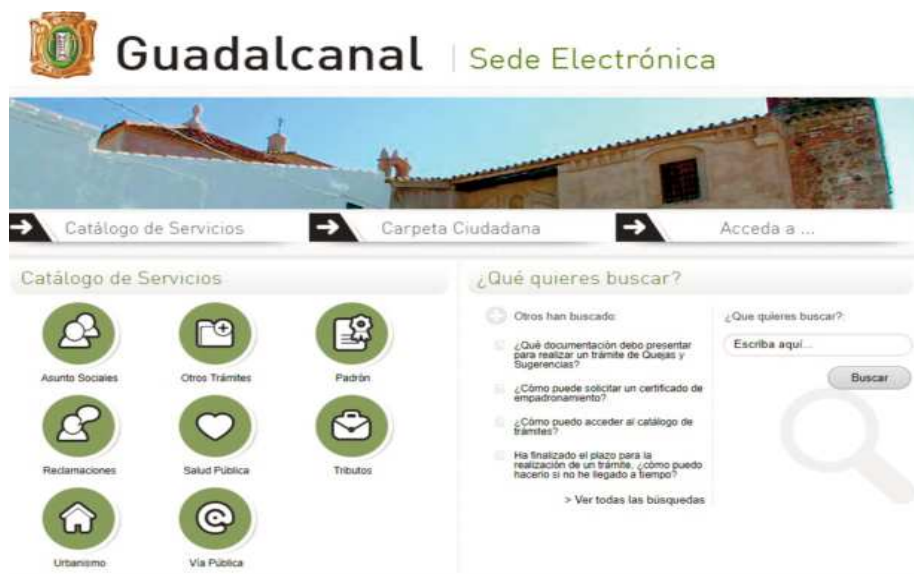 Guadalcanal | Sede Electrónica
Catálogo de Servicios
Carpeta Ciudadana
Acceda a ...
Catálogo de Servicios
Asunto Sociales
Otros Trámites
Padrón
Reclamaciones
Salud Pública
Tributos
Urbanismo
Vía Pública
¿Qué quieres buscar?
Otros han buscado:
¿Qué documentación debo presentar
para realizar un trámite de Quejas y
Sugerencias?
¿Cómo puede solicitar un certificado de
empadronamiento?
¿Cómo puedo acceder al catálogo de
trámites?
Ha finalizado el plazo para la
realización de un trámite, ¿cómo puedo
hacerlo si no he llegado a tiempo?
> Ver todas las búsquedas
¿Que quieres buscar?:
Escriba aquí...
Buscar